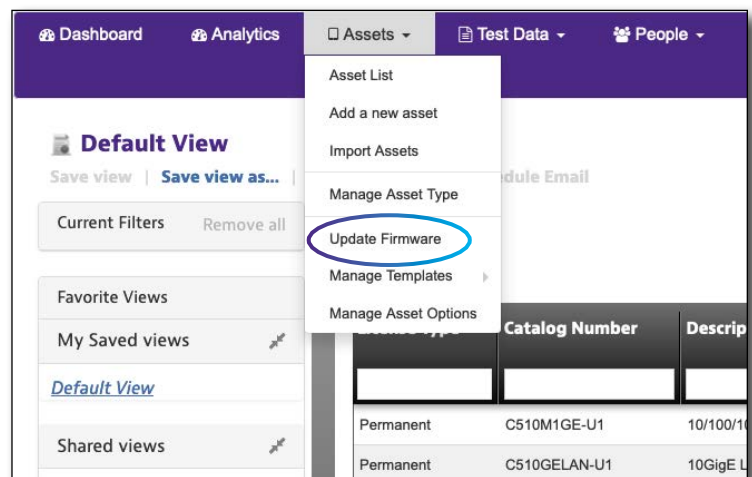 Dashboard Analytics Assets Test Data People
Asset List
Add a new asset
Import Assets
Manage Asset Type
Update Firmware
Manage Templates
Manage Asset Options
Default View
Save view | Save view as... | Email
Current Filters Remove all
Favorite Views
My Saved views
Default View
Shared views
Catalog Number Descrip
Permanent C510M1GE-U1 10/100/10
Permanent C510GELAN-U1 10GigE L